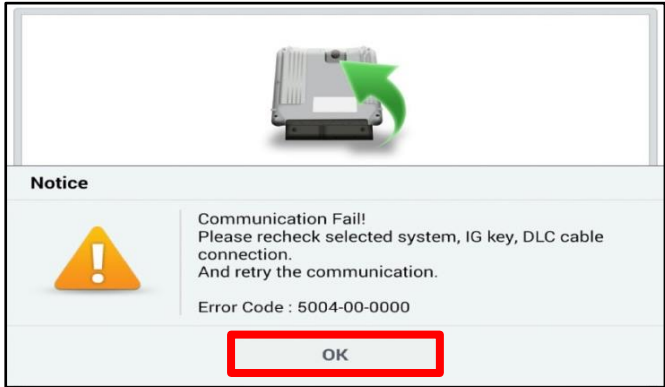 Notice
Communication Fail!
Please recheck selected system, IG key, DLC cable
connection.
And retry the communication.
Error Code : 5004-00-0000
OK